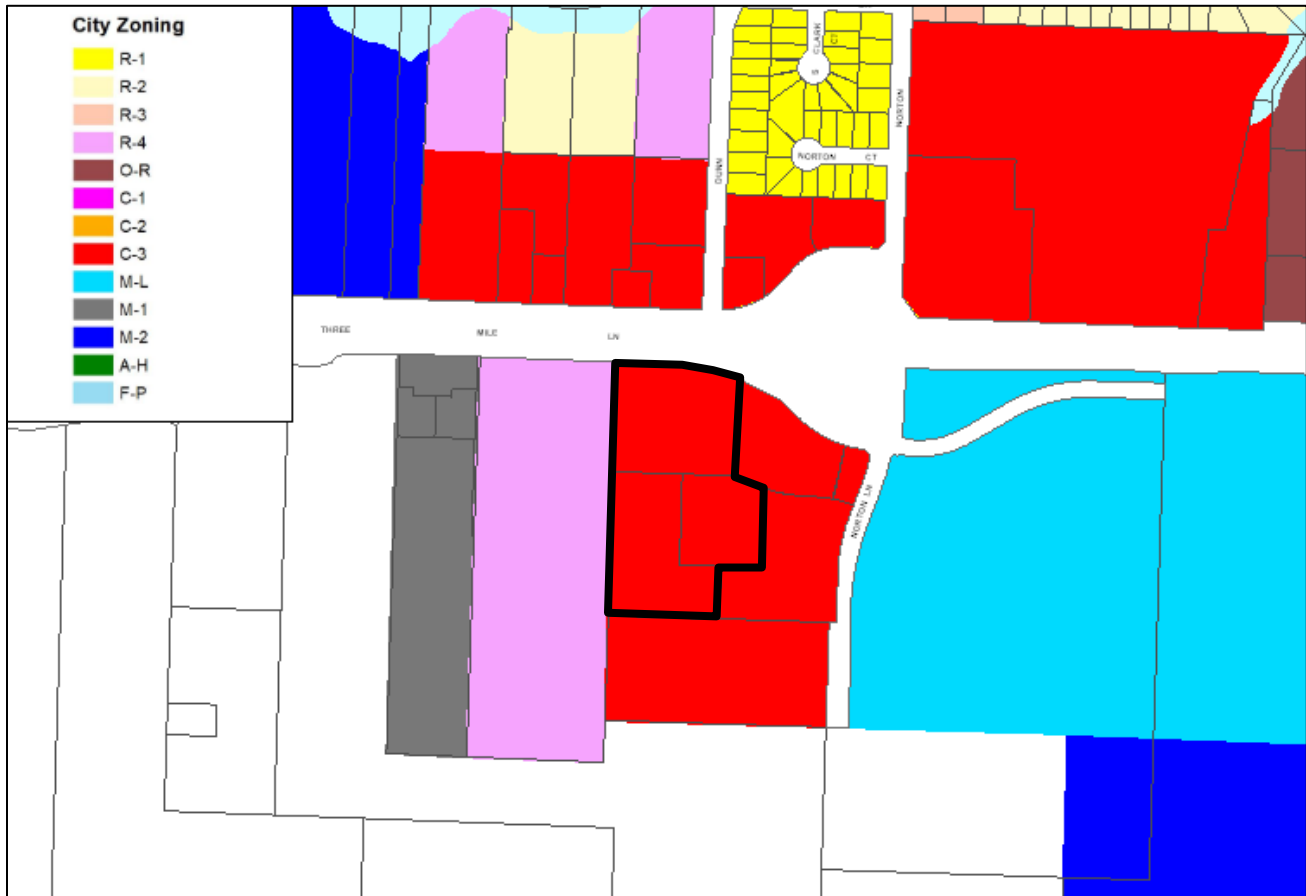 City Zoning
R-1
R-2
R-3
R-4
O-R
C-1
C-2
C-3
M-L
M-1
M-2
A-H
F-P
CLARK
CT
S
NORTON
NORTON CT
DUNN
THREE MILE LN
NORTON LN